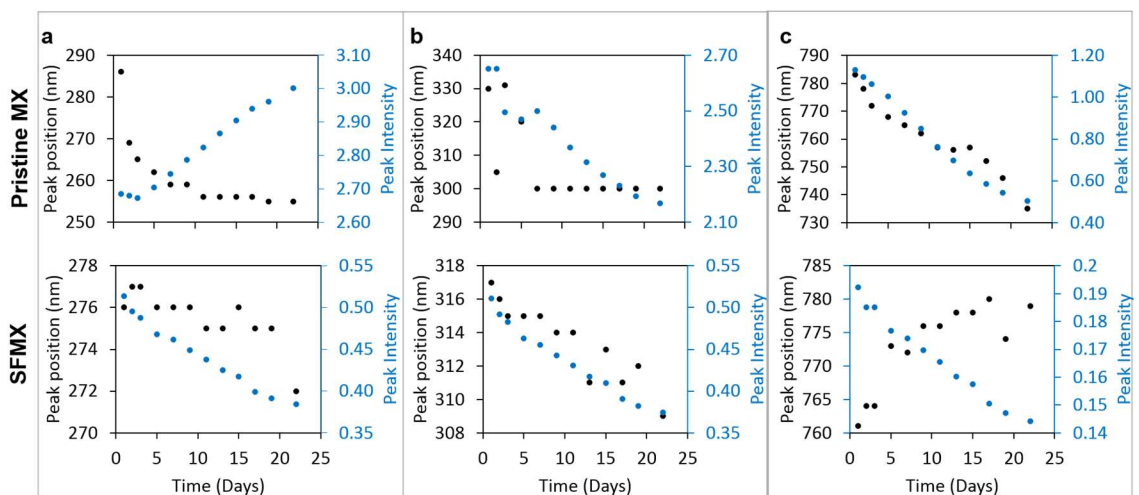 a
b
c
Pristine MX
Peak position (nm)
290
280
270
260
250
3.10
3.00
2.90
2.80
2.70
2.60
Peak Intensity
Peak position (nm)
340
330
320
310
300
290
2.70
2.50
2.30
2.10
Peak Intensity
Peak position (nm)
790
780
770
760
750
740
730
1.20
1.00
0.80
0.60
0.40
Peak Intensity
SFMX
Peak position (nm)
278
276
274
272
270
0.55
0.50
0.45
0.40
0.35
Peak Intensity
0 5 10 15 20 25
Time (Days)
Peak position (nm)
318
316
314
312
310
308
0.55
0.50
0.45
0.40
0.35
Peak Intensity
0 5 10 15 20 25
Time (Days)
Peak position (nm)
785
780
775
770
765
760
0.2
0.19
0.18
0.17
0.16
0.15
0.14
Peak Intensity
0 5 10 15 20 25
Time (Days)